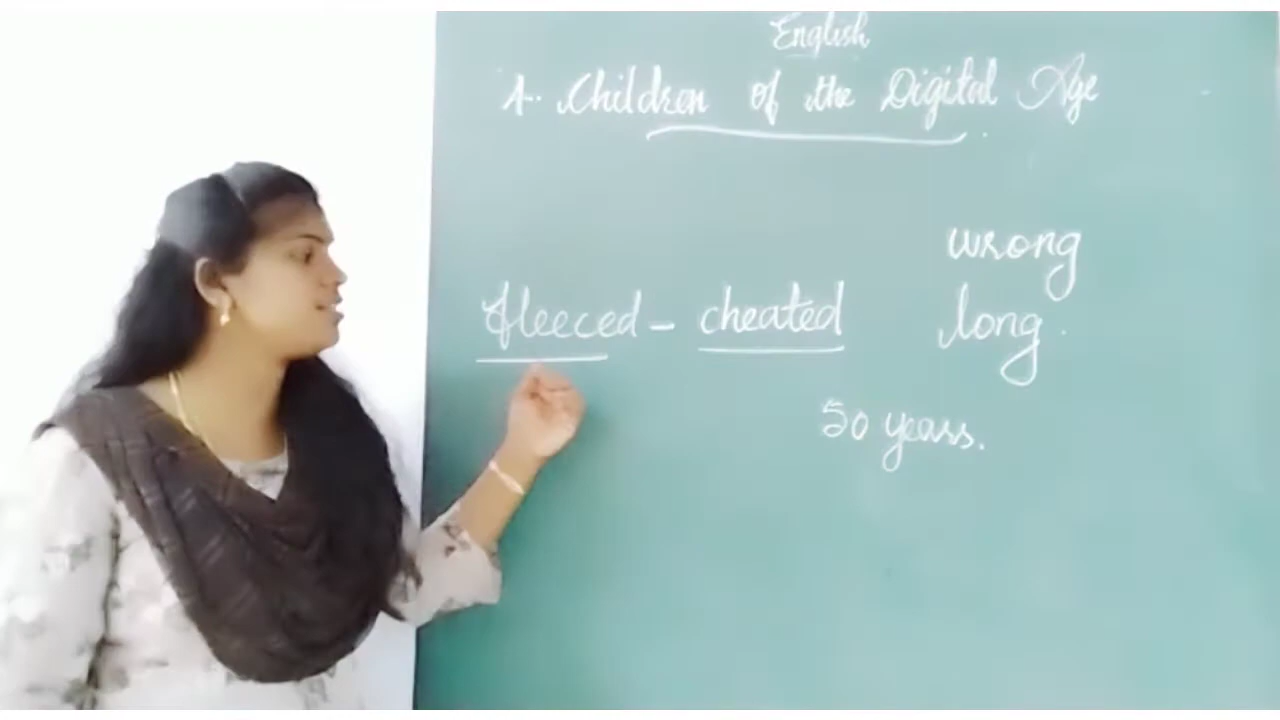 English
1. Children of the Digital Age
wrong
fleeced - cheated
long.
50 years.